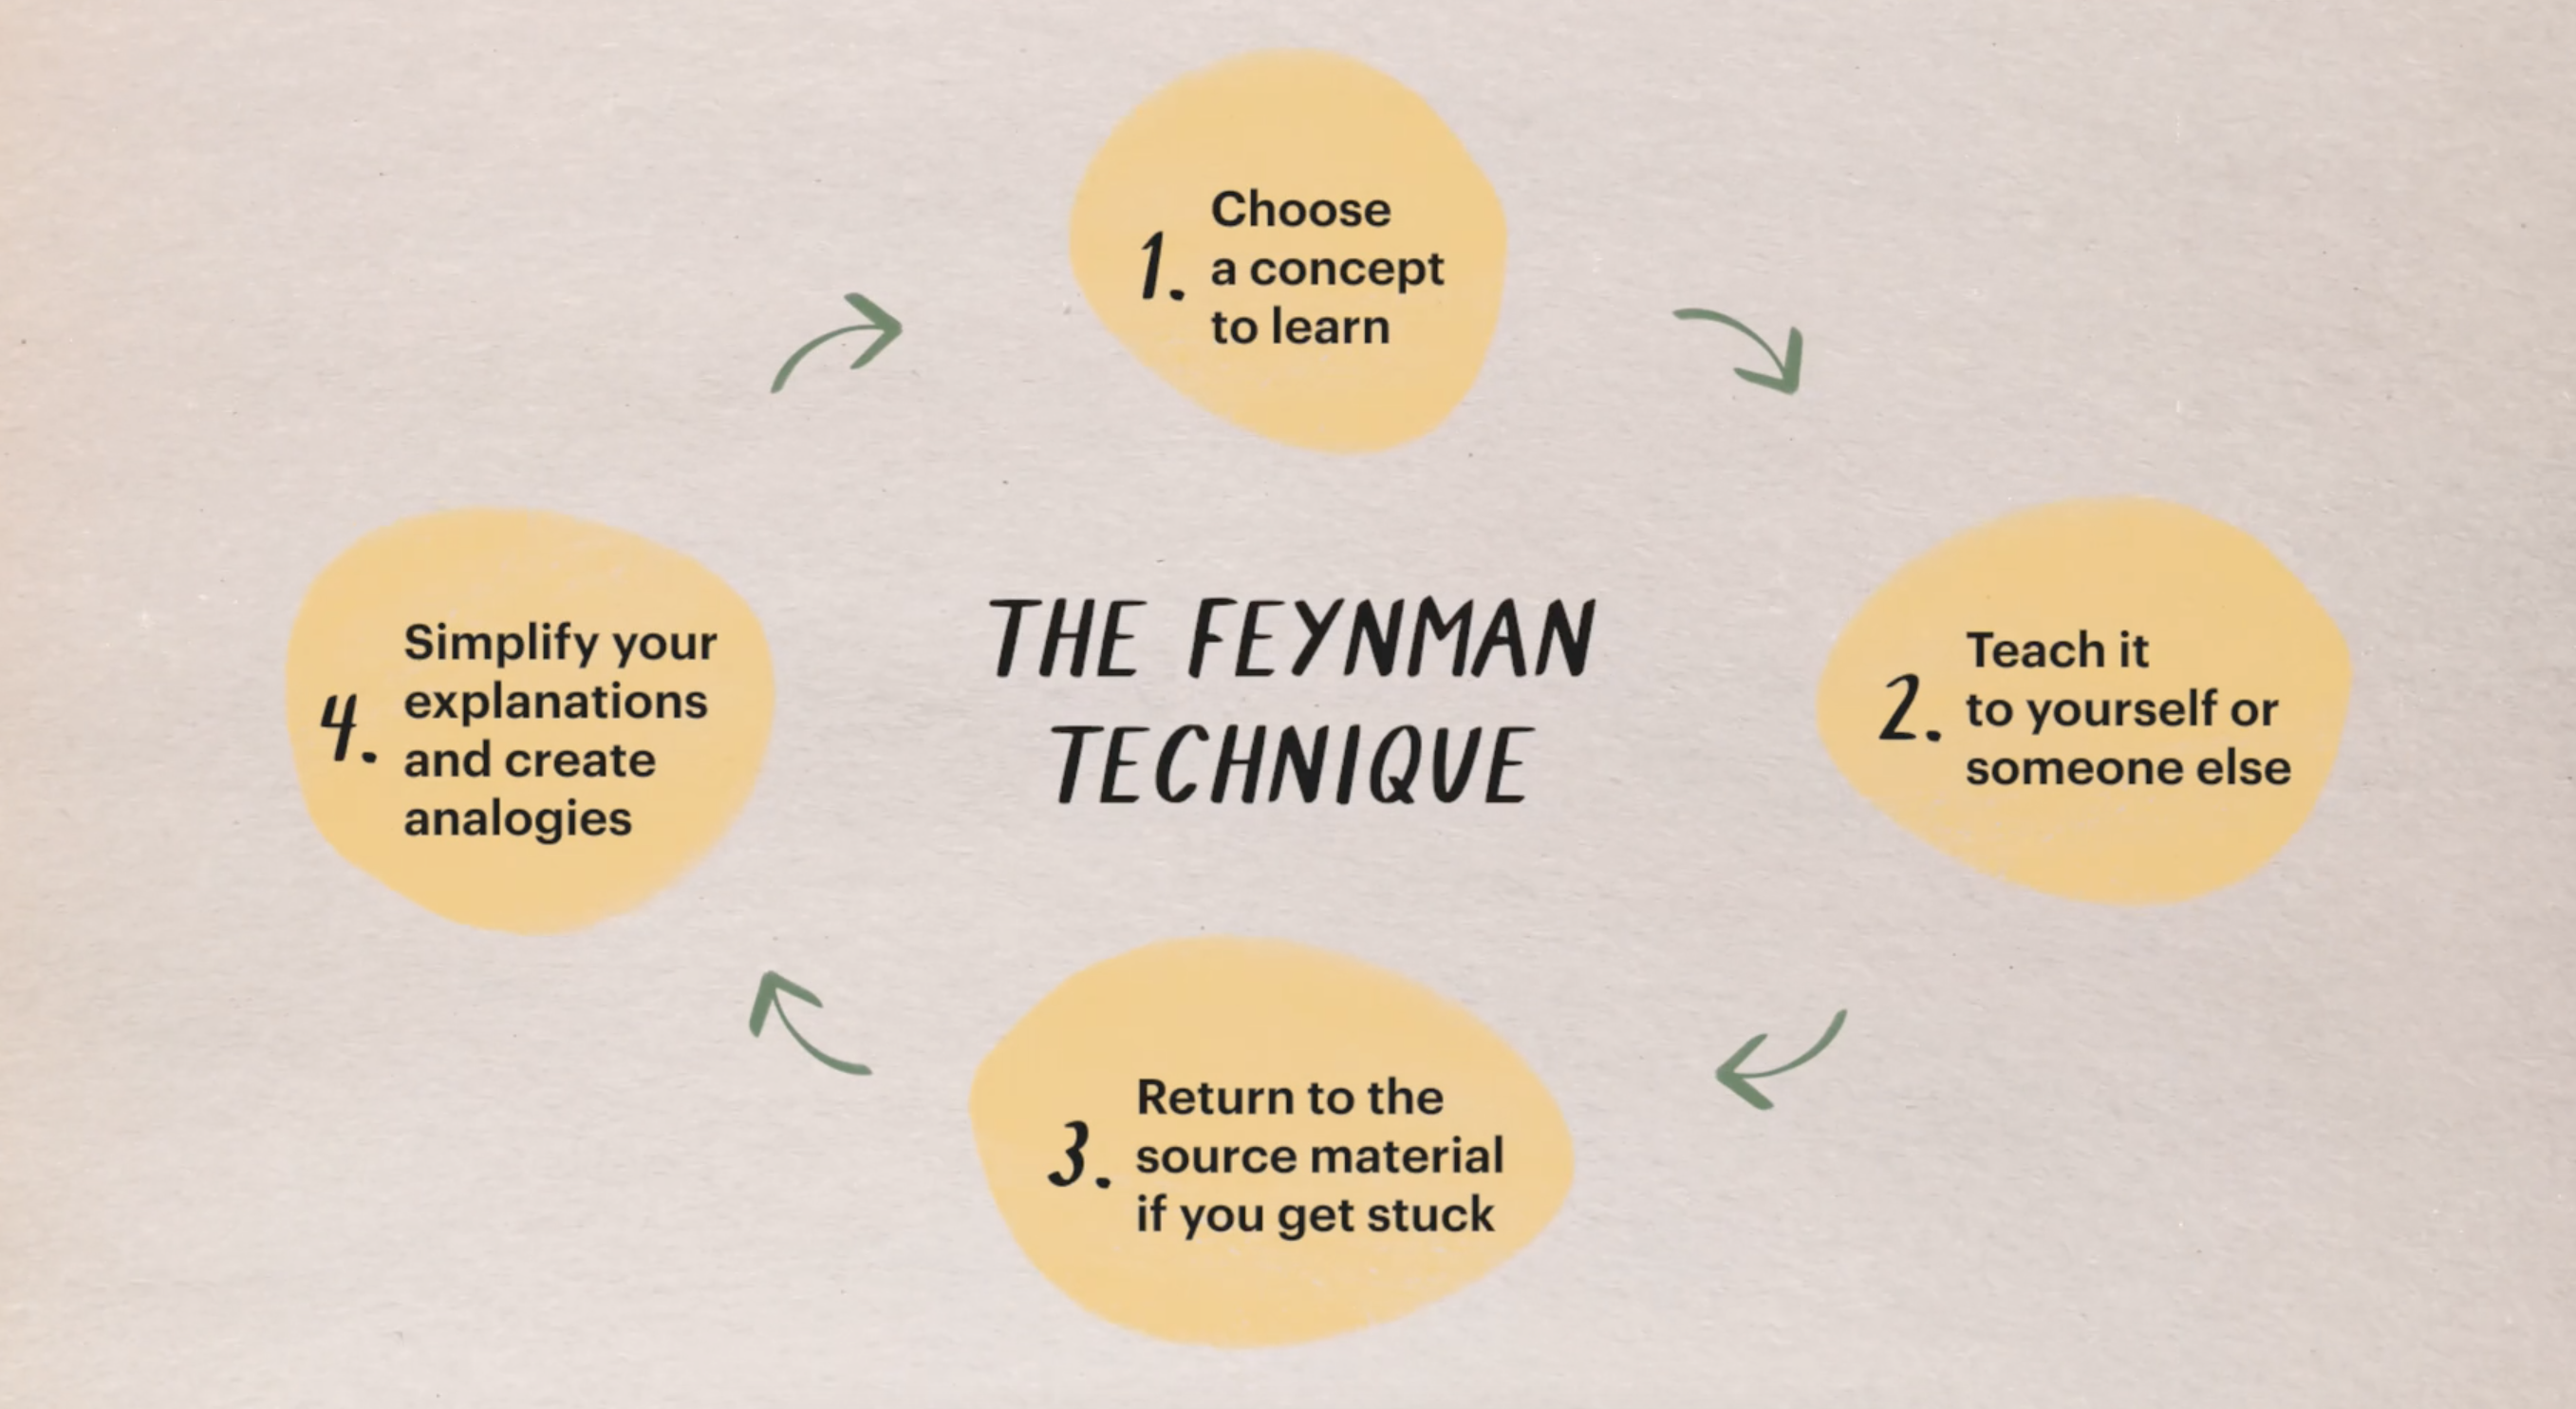 1.
Choose
a concept
to learn
THE FEYNMAN
TECHNIQUE
2.
Teach it
to yourself or
someone else
3.
Return to the
source material
if you get stuck
4.
Simplify your
explanations
and create
analogies